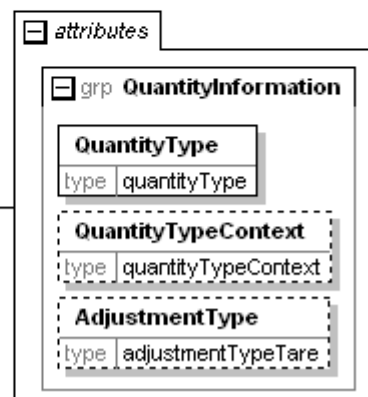 attributes
grp QuantityInformation
QuantityType
type quantityType
QuantityTypeContext
type quantityTypeContext
AdjustmentType
type adjustmentTypeTare